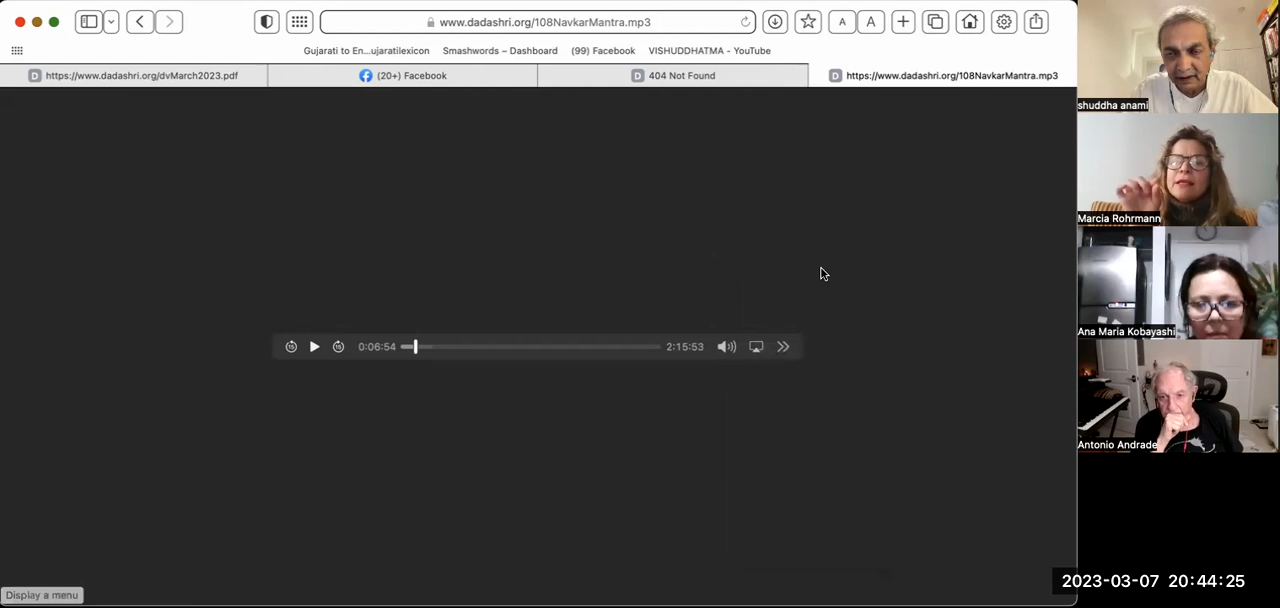 www.dadashri.org/108NavkarMantra.mp3
A A
Gujarati to En...ujaratilexicon Smashwords – Dashboard (99) Facebook VISHUDDHATMA - YouTube
D https://www.dadashri.org/dvMarch2023.pdf (20+) Facebook D 404 Not Found D https://www.dadashri.org/108NavkarMantra.mp3
shuddha anami
Marcia Rohrmann
Ana Maria Kobayashi
15 15 0:06:54 2:15:53
Antonio Andrade
2023-03-07 20:44:25
Display a menu